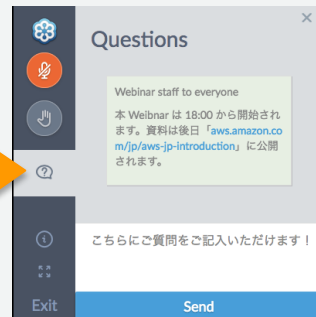 Questions
Webinar staff to everyone
本 Weibnar は 18:00 から開始され
ます。資料は後日「aws.amazon.co
m/jp/aws-jp-introduction」に公開
されます。
こちらにご質問をご記入いただけます！
Exit
Send